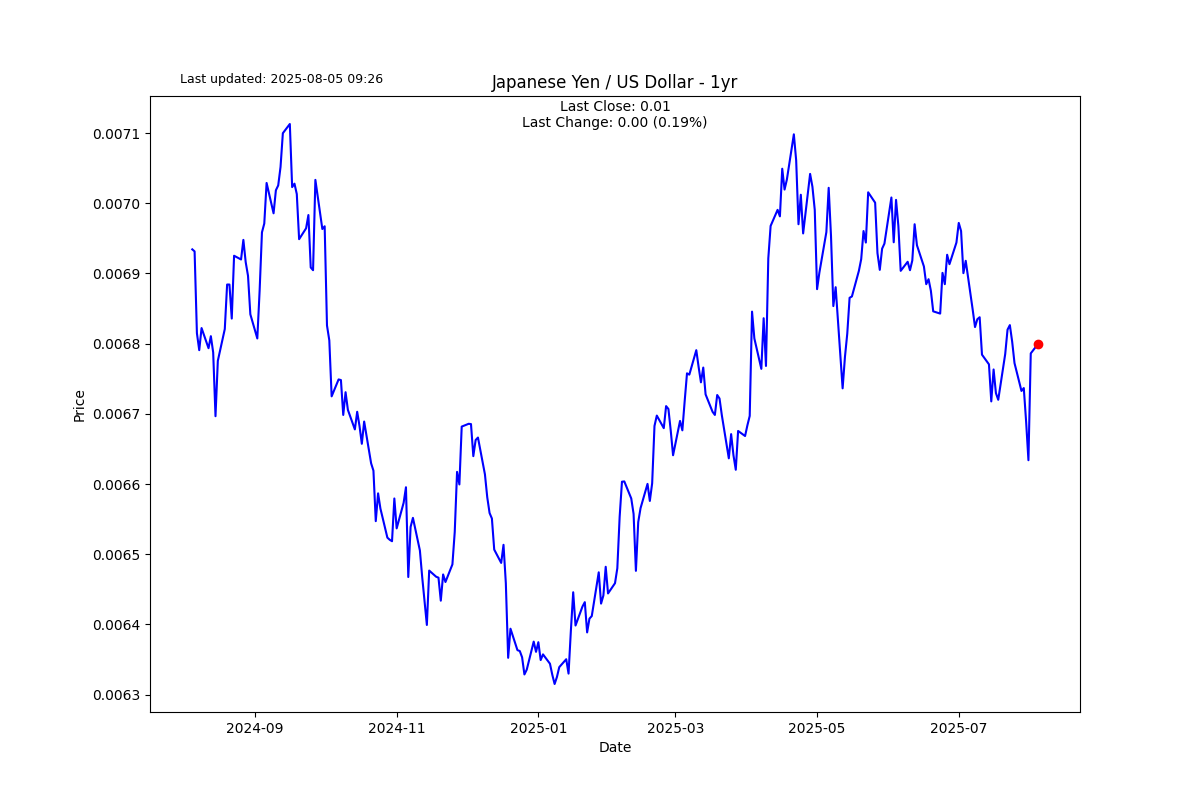 Last updated: 2025-08-05 09:26
Japanese Yen / US Dollar - 1yr
Last Close: 0.01
Last Change: 0.00 (0.19%)
Price
0.0071
0.0070
0.0069
0.0068
0.0067
0.0066
0.0065
0.0064
0.0063
2024-09
2024-11
2025-01
2025-03
2025-05
2025-07
Date